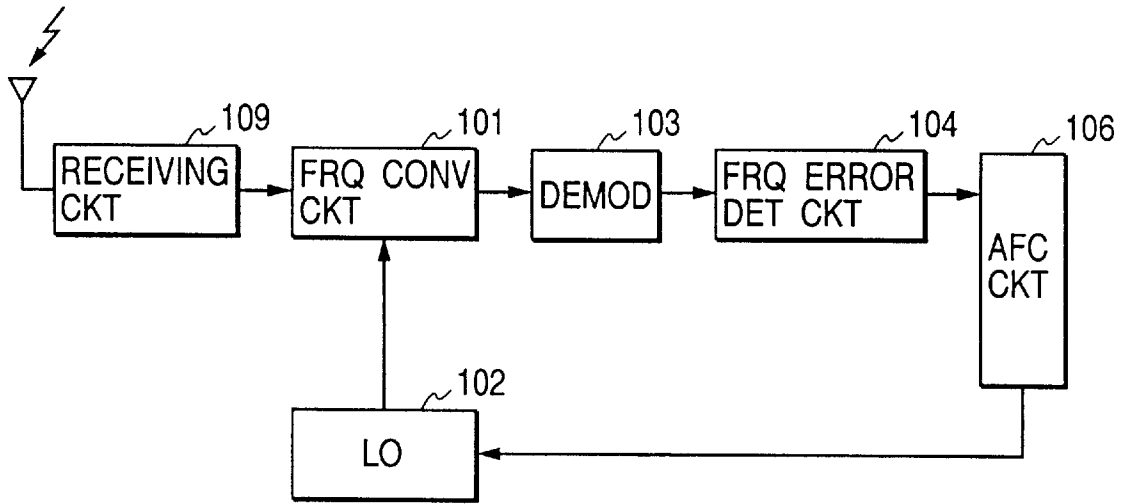 109
RECEIVING
CKT
101
FRQ CONV
CKT
103
DEMOD
104
FRQ ERROR
DET CKT
106
AFC
CKT
102
LO